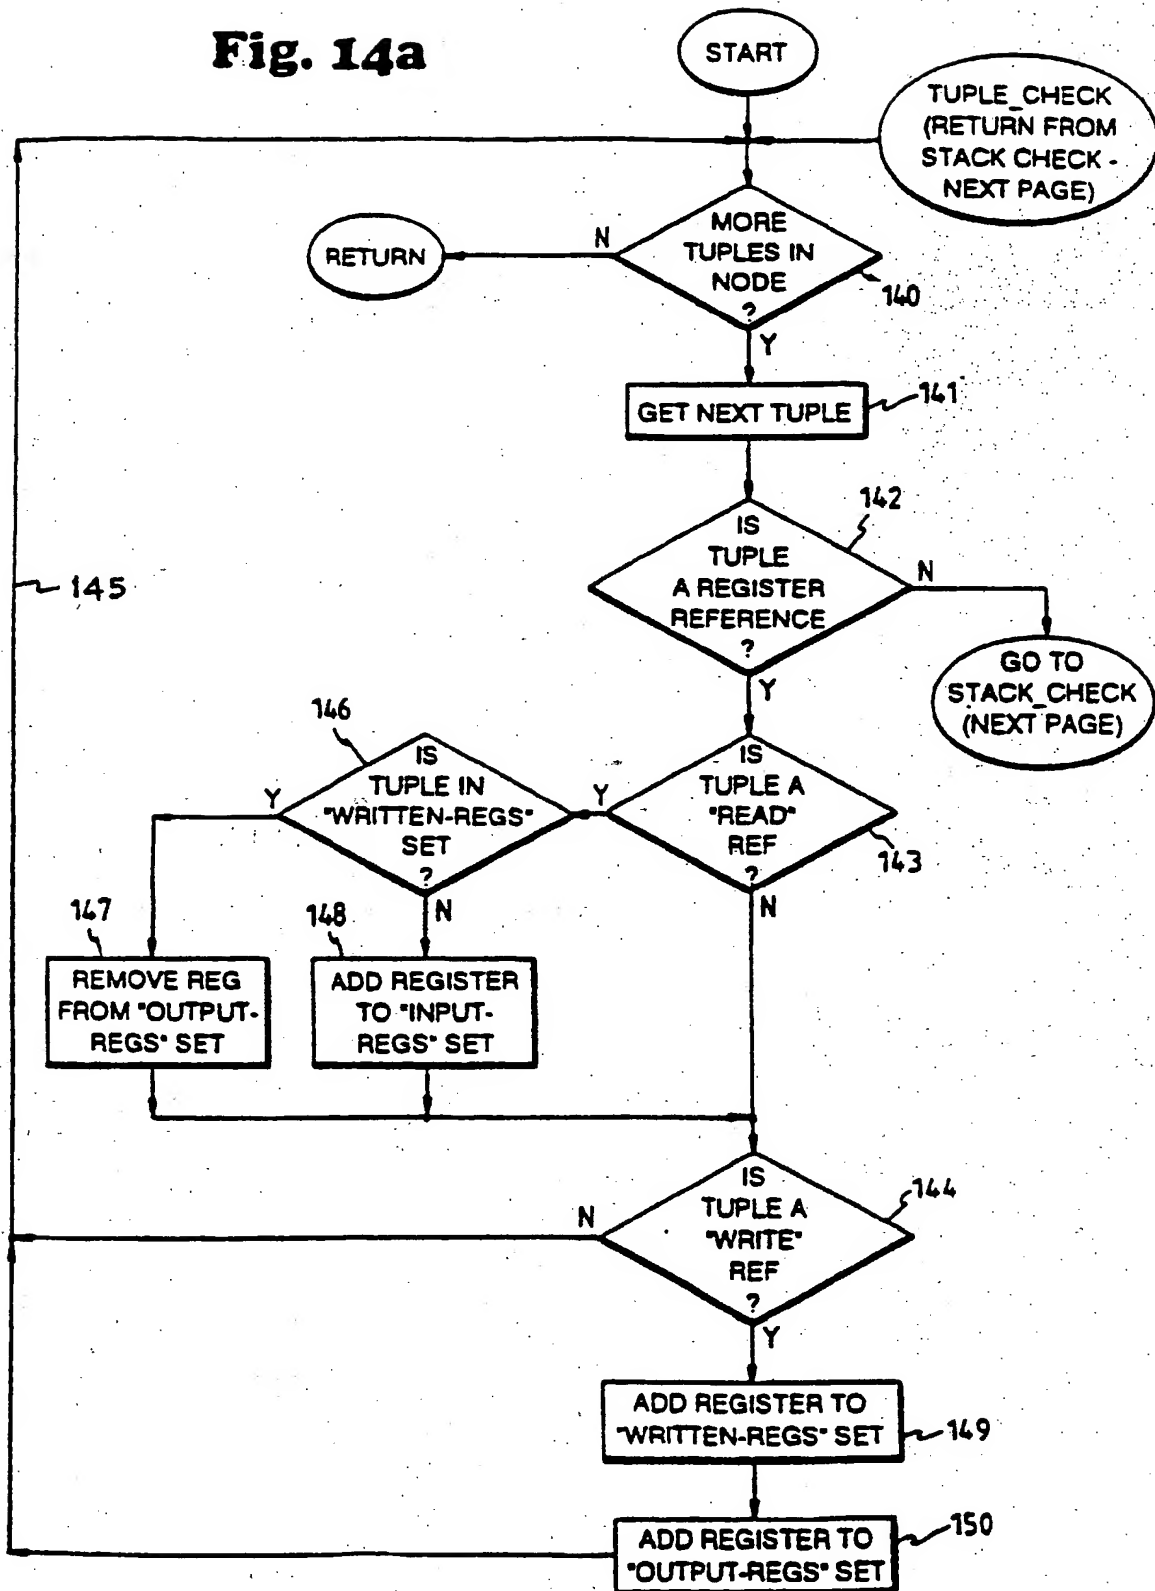 Fig. 14a
START
TUPLE_CHECK
(RETURN FROM
STACK CHECK -
NEXT PAGE)
MORE
TUPLES IN
NODE
?
N
RETURN
140
Y
GET NEXT TUPLE
141
142
IS
TUPLE
A REGISTER
REFERENCE
?
N
145
Y
GO TO
STACK_CHECK
(NEXT PAGE)
146
IS
TUPLE IN
"WRITTEN-REGS"
SET
?
Y
N
IS
TUPLE A
"READ"
REF
?
Y
143
N
147
REMOVE REG
FROM "OUTPUT-
REGS" SET
148
ADD REGISTER
TO "INPUT-
REGS" SET
IS
TUPLE A
"WRITE"
REF
?
144
N
Y
ADD REGISTER TO
"WRITTEN-REGS" SET
149
ADD REGISTER TO
"OUTPUT-REGS" SET
150